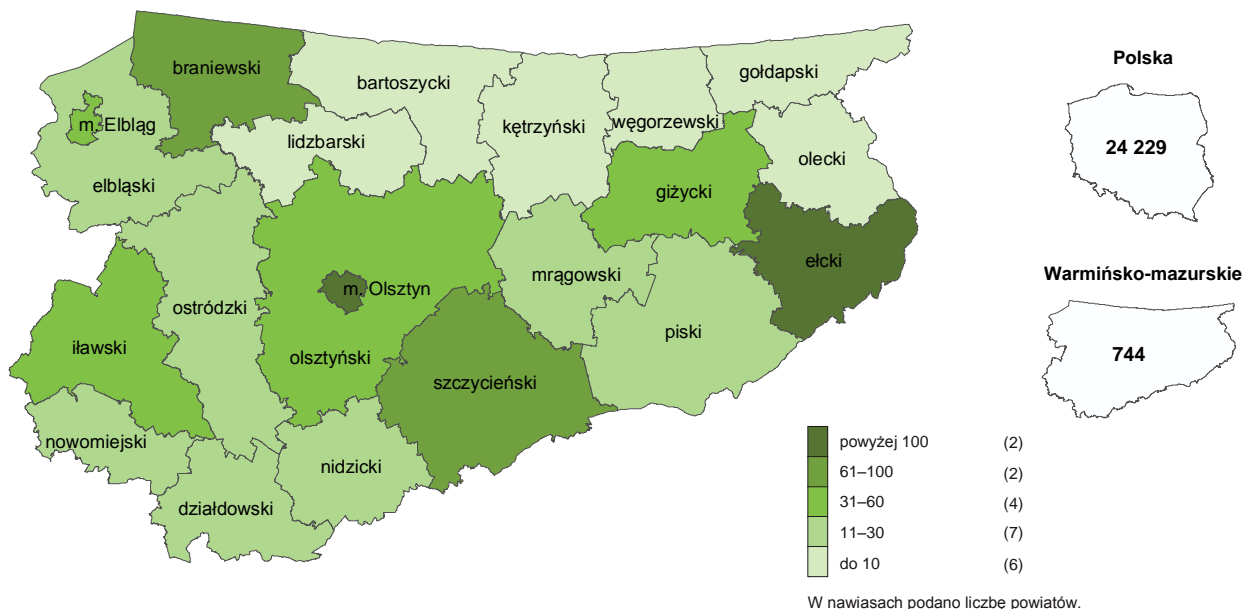 braniewski
bartoszycki
gołdapski
m. Elbląg
kętrzyński
węgorzewski
lidzbarski
olecki
elbląski
giżycki
ełcki
mrągowski
m. Olsztyn
ostródzki
piski
iławski
olsztyński
szczycieński
nowomiejski
nidzicki
działdowski
Polska
24 229
Warmińsko-mazurskie
744
powyżej 100 (2)
61–100 (2)
31–60 (4)
11–30 (7)
do 10 (6)
W nawiasach podano liczbę powiatów.